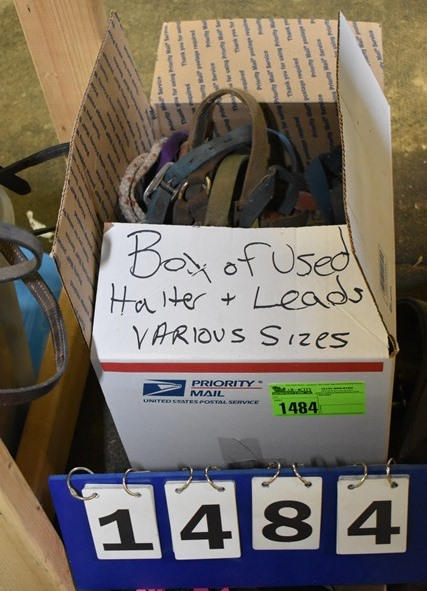 Box of Used
Halter + Leads
VARIOUS SIZES
PRIORITY
MAIL
UNITED STATES POSTAL SERVICE
1484
1484